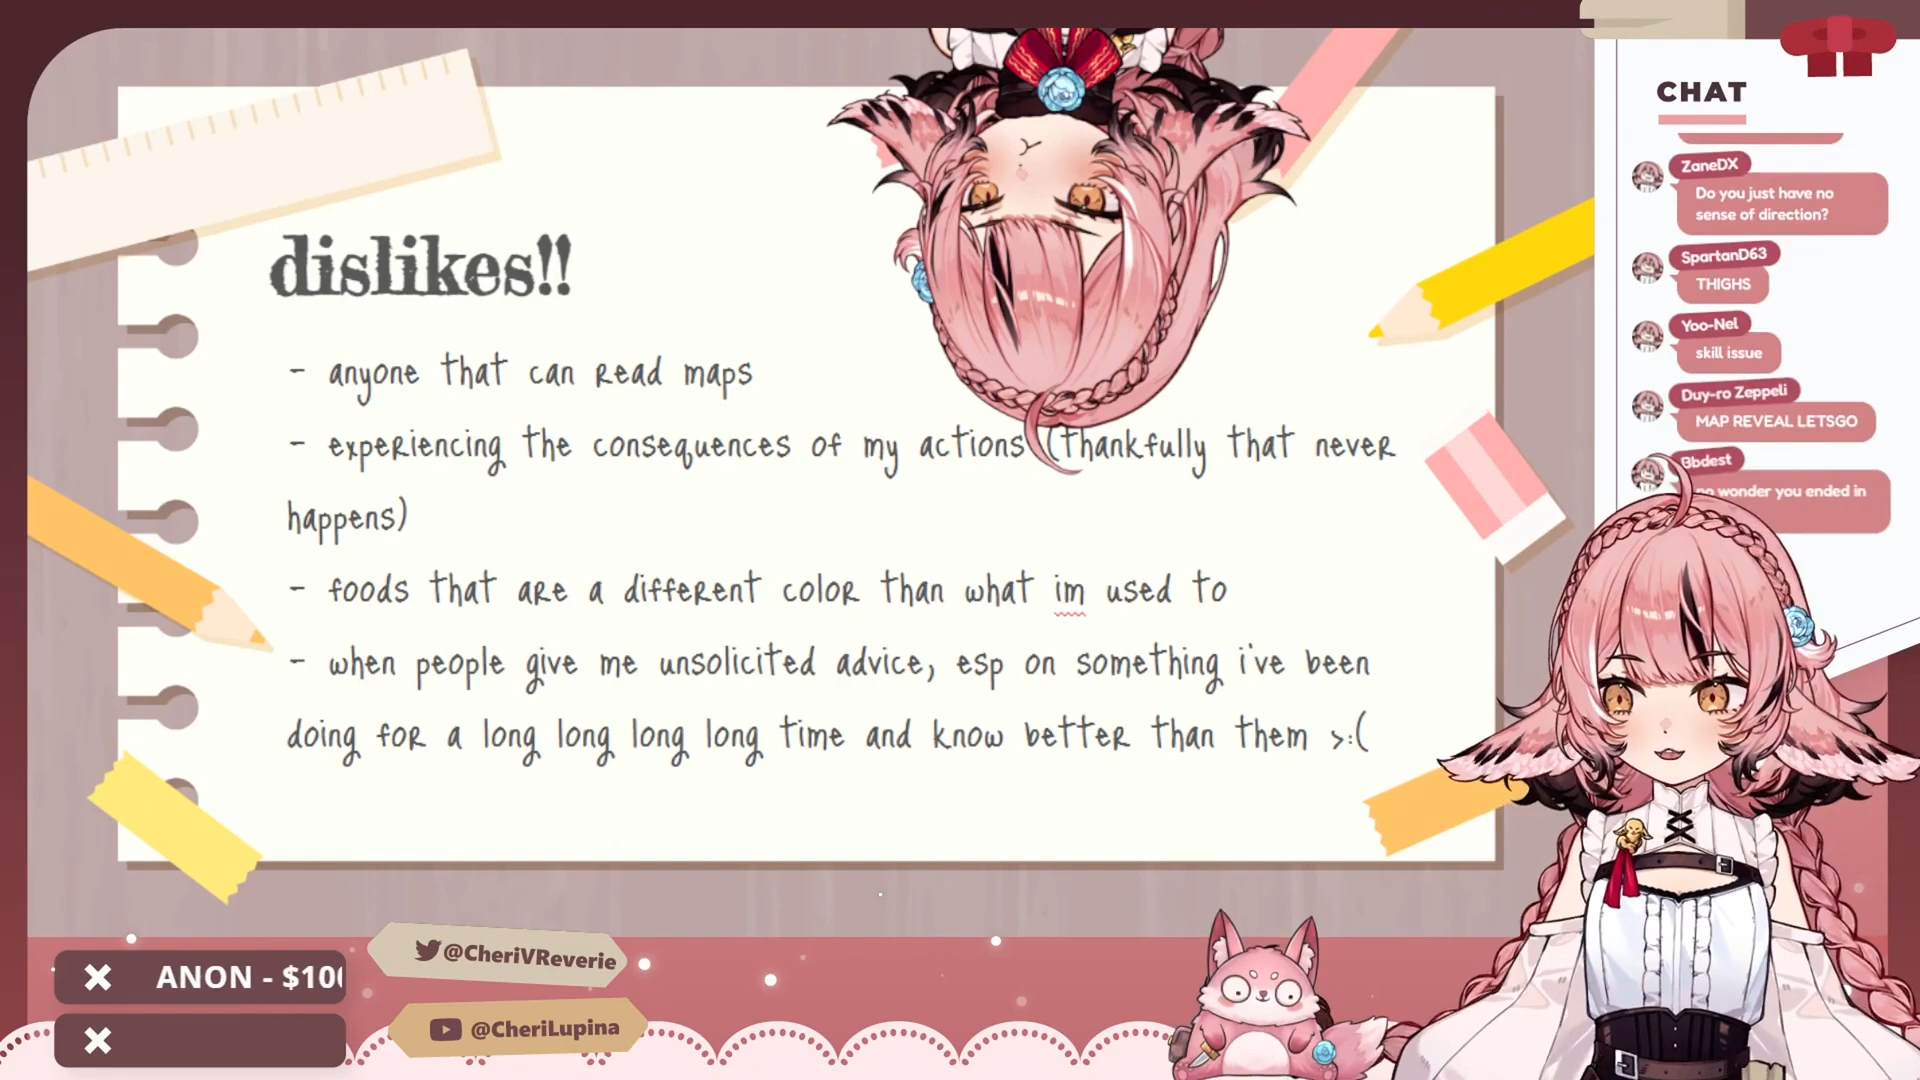 dislikes!!
- anyone that can read maps
- experiencing the consequences of my actions (thankfully that never
happens)
- foods that are a different color than what im used to
- when people give me unsolicited advice, esp on something i've been
doing for a long long long long time and know better than them >:(
CHAT
ZaneDX
Do you just have no
sense of direction?
SpartanD63
THIGHS
Yoo-Nel
skill issue
Duy-ro Zeppeli
MAP REVEAL LETSGO
Bbdest
no wonder you ended in
ANON - $100
@CheriVReverie
@CheriLupina